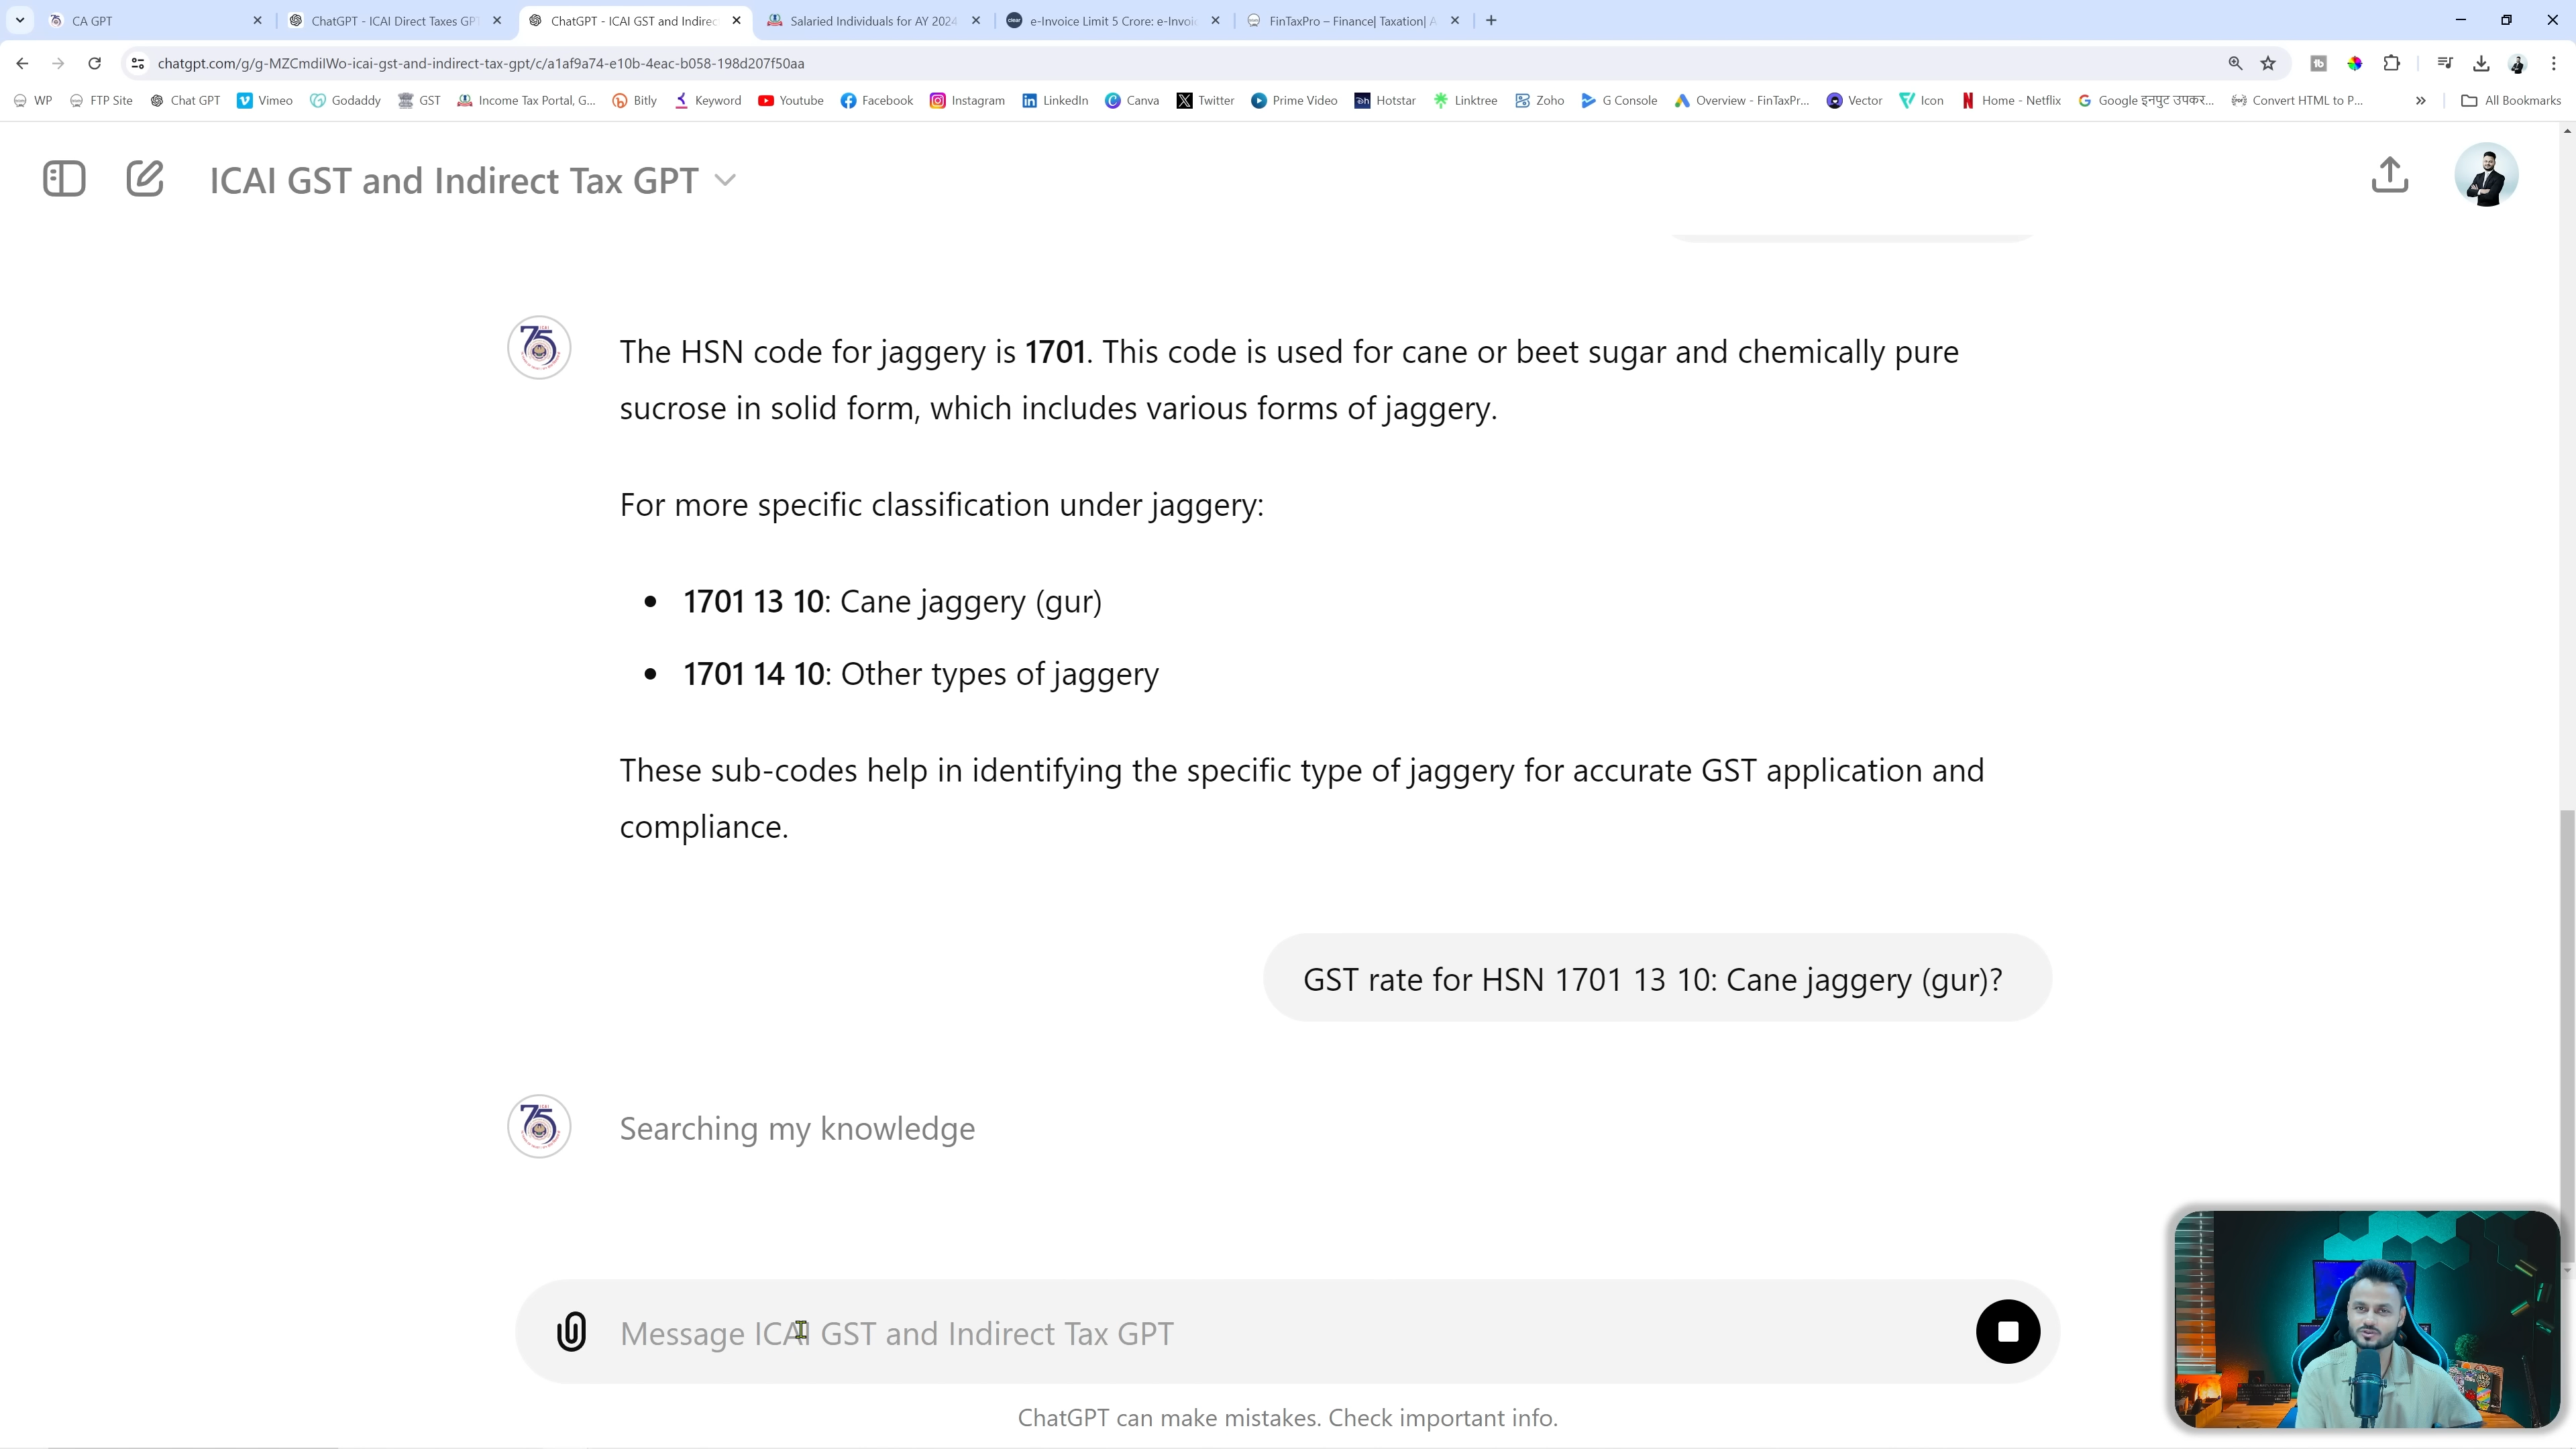 CA GPT
ChatGPT - ICAI Direct Taxes GP
ChatGPT - ICAI GST and Indirec
Salaried Individuals for AY 2024
clear
e-Invoice Limit 5 Crore: e-Invoi
FinTaxPro – Finance| Taxation| A
chatgpt.com/g/g-MZCmdiIWo-icai-gst-and-indirect-tax-gpt/c/a1af9a74-e10b-4eac-b058-198d207f50aa
WP
FTP Site
Chat GPT
Vimeo
Godaddy
GST
Income Tax Portal, G...
Bitly
Keyword
Youtube
Facebook
Instagram
LinkedIn
Canva
Twitter
Prime Video
Hotstar
Linktree
Zoho
G Console
Overview - FinTaxPr...
Vector
Icon
Home - Netflix
Google इनपुट उपकर...
Convert HTML to P...
All Bookmarks
ICAI GST and Indirect Tax GPT
The HSN code for jaggery is 1701. This code is used for cane or beet sugar and chemically pure
sucrose in solid form, which includes various forms of jaggery.
For more specific classification under jaggery:
• 1701 13 10: Cane jaggery (gur)
• 1701 14 10: Other types of jaggery
These sub-codes help in identifying the specific type of jaggery for accurate GST application and
compliance.
GST rate for HSN 1701 13 10: Cane jaggery (gur)?
75
Searching my knowledge
Message ICAI GST and Indirect Tax GPT
ChatGPT can make mistakes. Check important info.